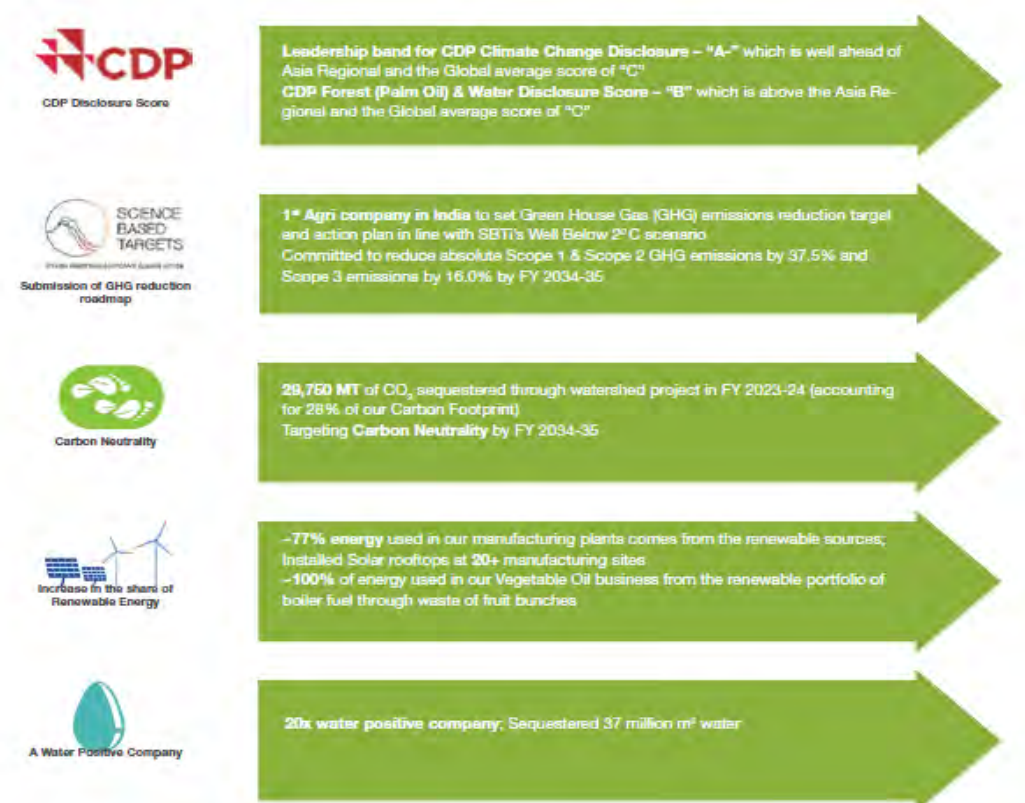 CDP
CDP Disclosure Score
Leadership band for CDP Climate Change Disclosure – "A-" which is well ahead of
Asia Regional and the Global average score of "C"
CDP Forest (Palm Oil) & Water Disclosure Score – "B" which is above the Asia Re-
gional and the Global average score of "C"
SCIENCE
BASED
TARGETS
Submission of GHG reduction
roadmap
1st Agri company in India to set Green House Gas (GHG) emissions reduction target
and action plan in line with SBTi's Well Below 2°C scenario
Committed to reduce absolute Scope 1 & Scope 2 GHG emissions by 37.5% and
Scope 3 emissions by 16.0% by FY 2034-35
Carbon Neutrality
MT of CO₂ sequestered through watershed project in FY 2023-24 (accounting
for 28% of our Carbon Footprint)
Targeting Carbon Neutrality by FY 2034-35
Increase in the share of
Renewable Energy
~77% energy used in our manufacturing plants comes from the renewable sources;
Installed Solar rooftops at 20+ manufacturing sites
~100% of energy used in our Vegetable Oil business from the renewable portfolio of
boiler fuel through waste of fruit bunches
A Water Positive Company
20x water positive company; Sequestered 37 million m³ water